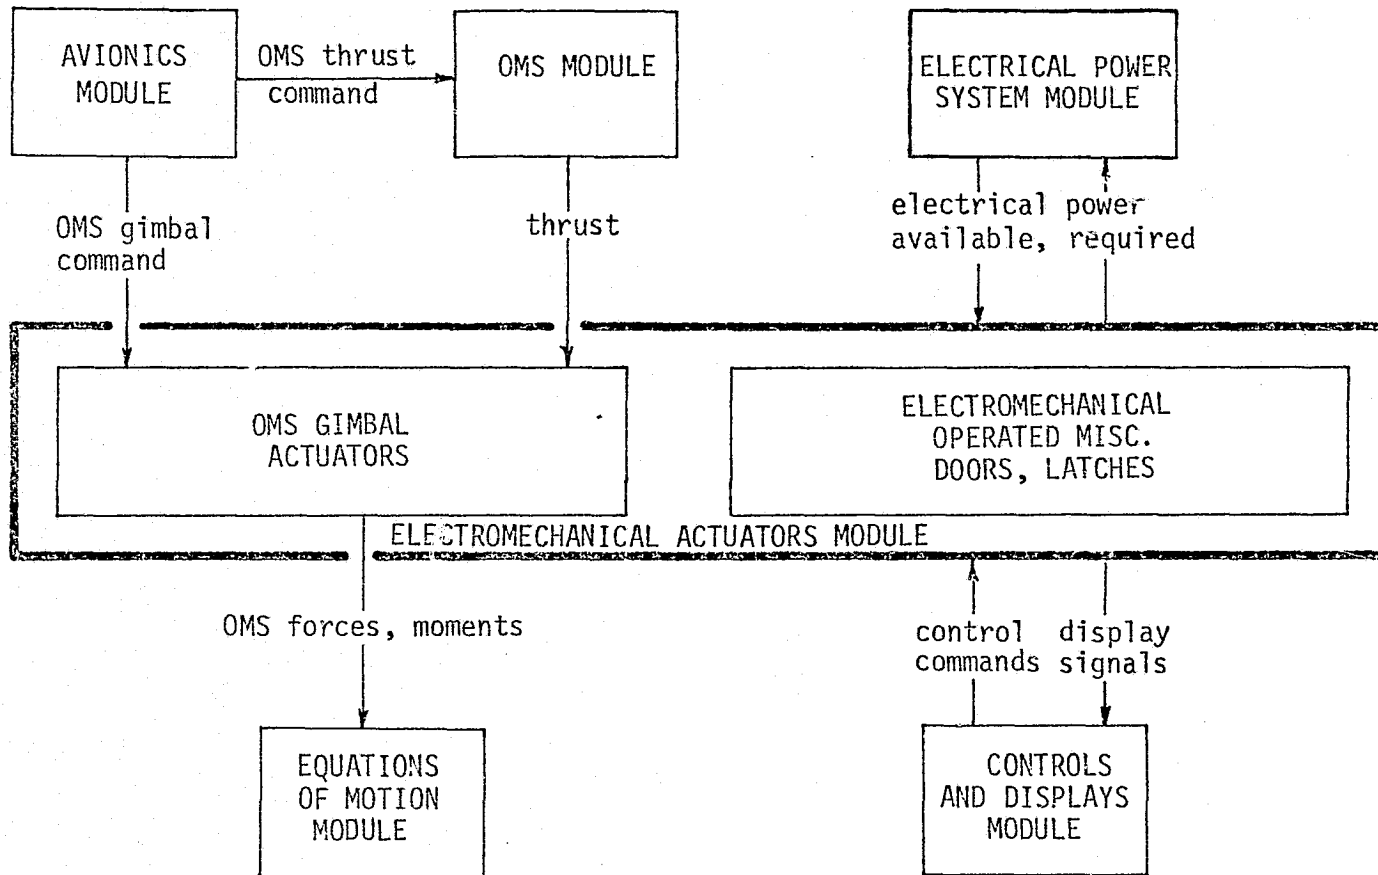 AVIONICS
MODULE
OMS thrust
command
OMS MODULE
ELECTRICAL POWER
SYSTEM MODULE
OMS gimbal
command
thrust
electrical power
available, required
OMS GIMBAL
ACTUATORS
ELECTROMECHANICAL
OPERATED MISC.
DOORS, LATCHES
ELECTROMECHANICAL ACTUATORS MODULE
OMS forces, moments
control display
commands signals
EQUATIONS
OF MOTION
MODULE
CONTROLS
AND DISPLAYS
MODULE